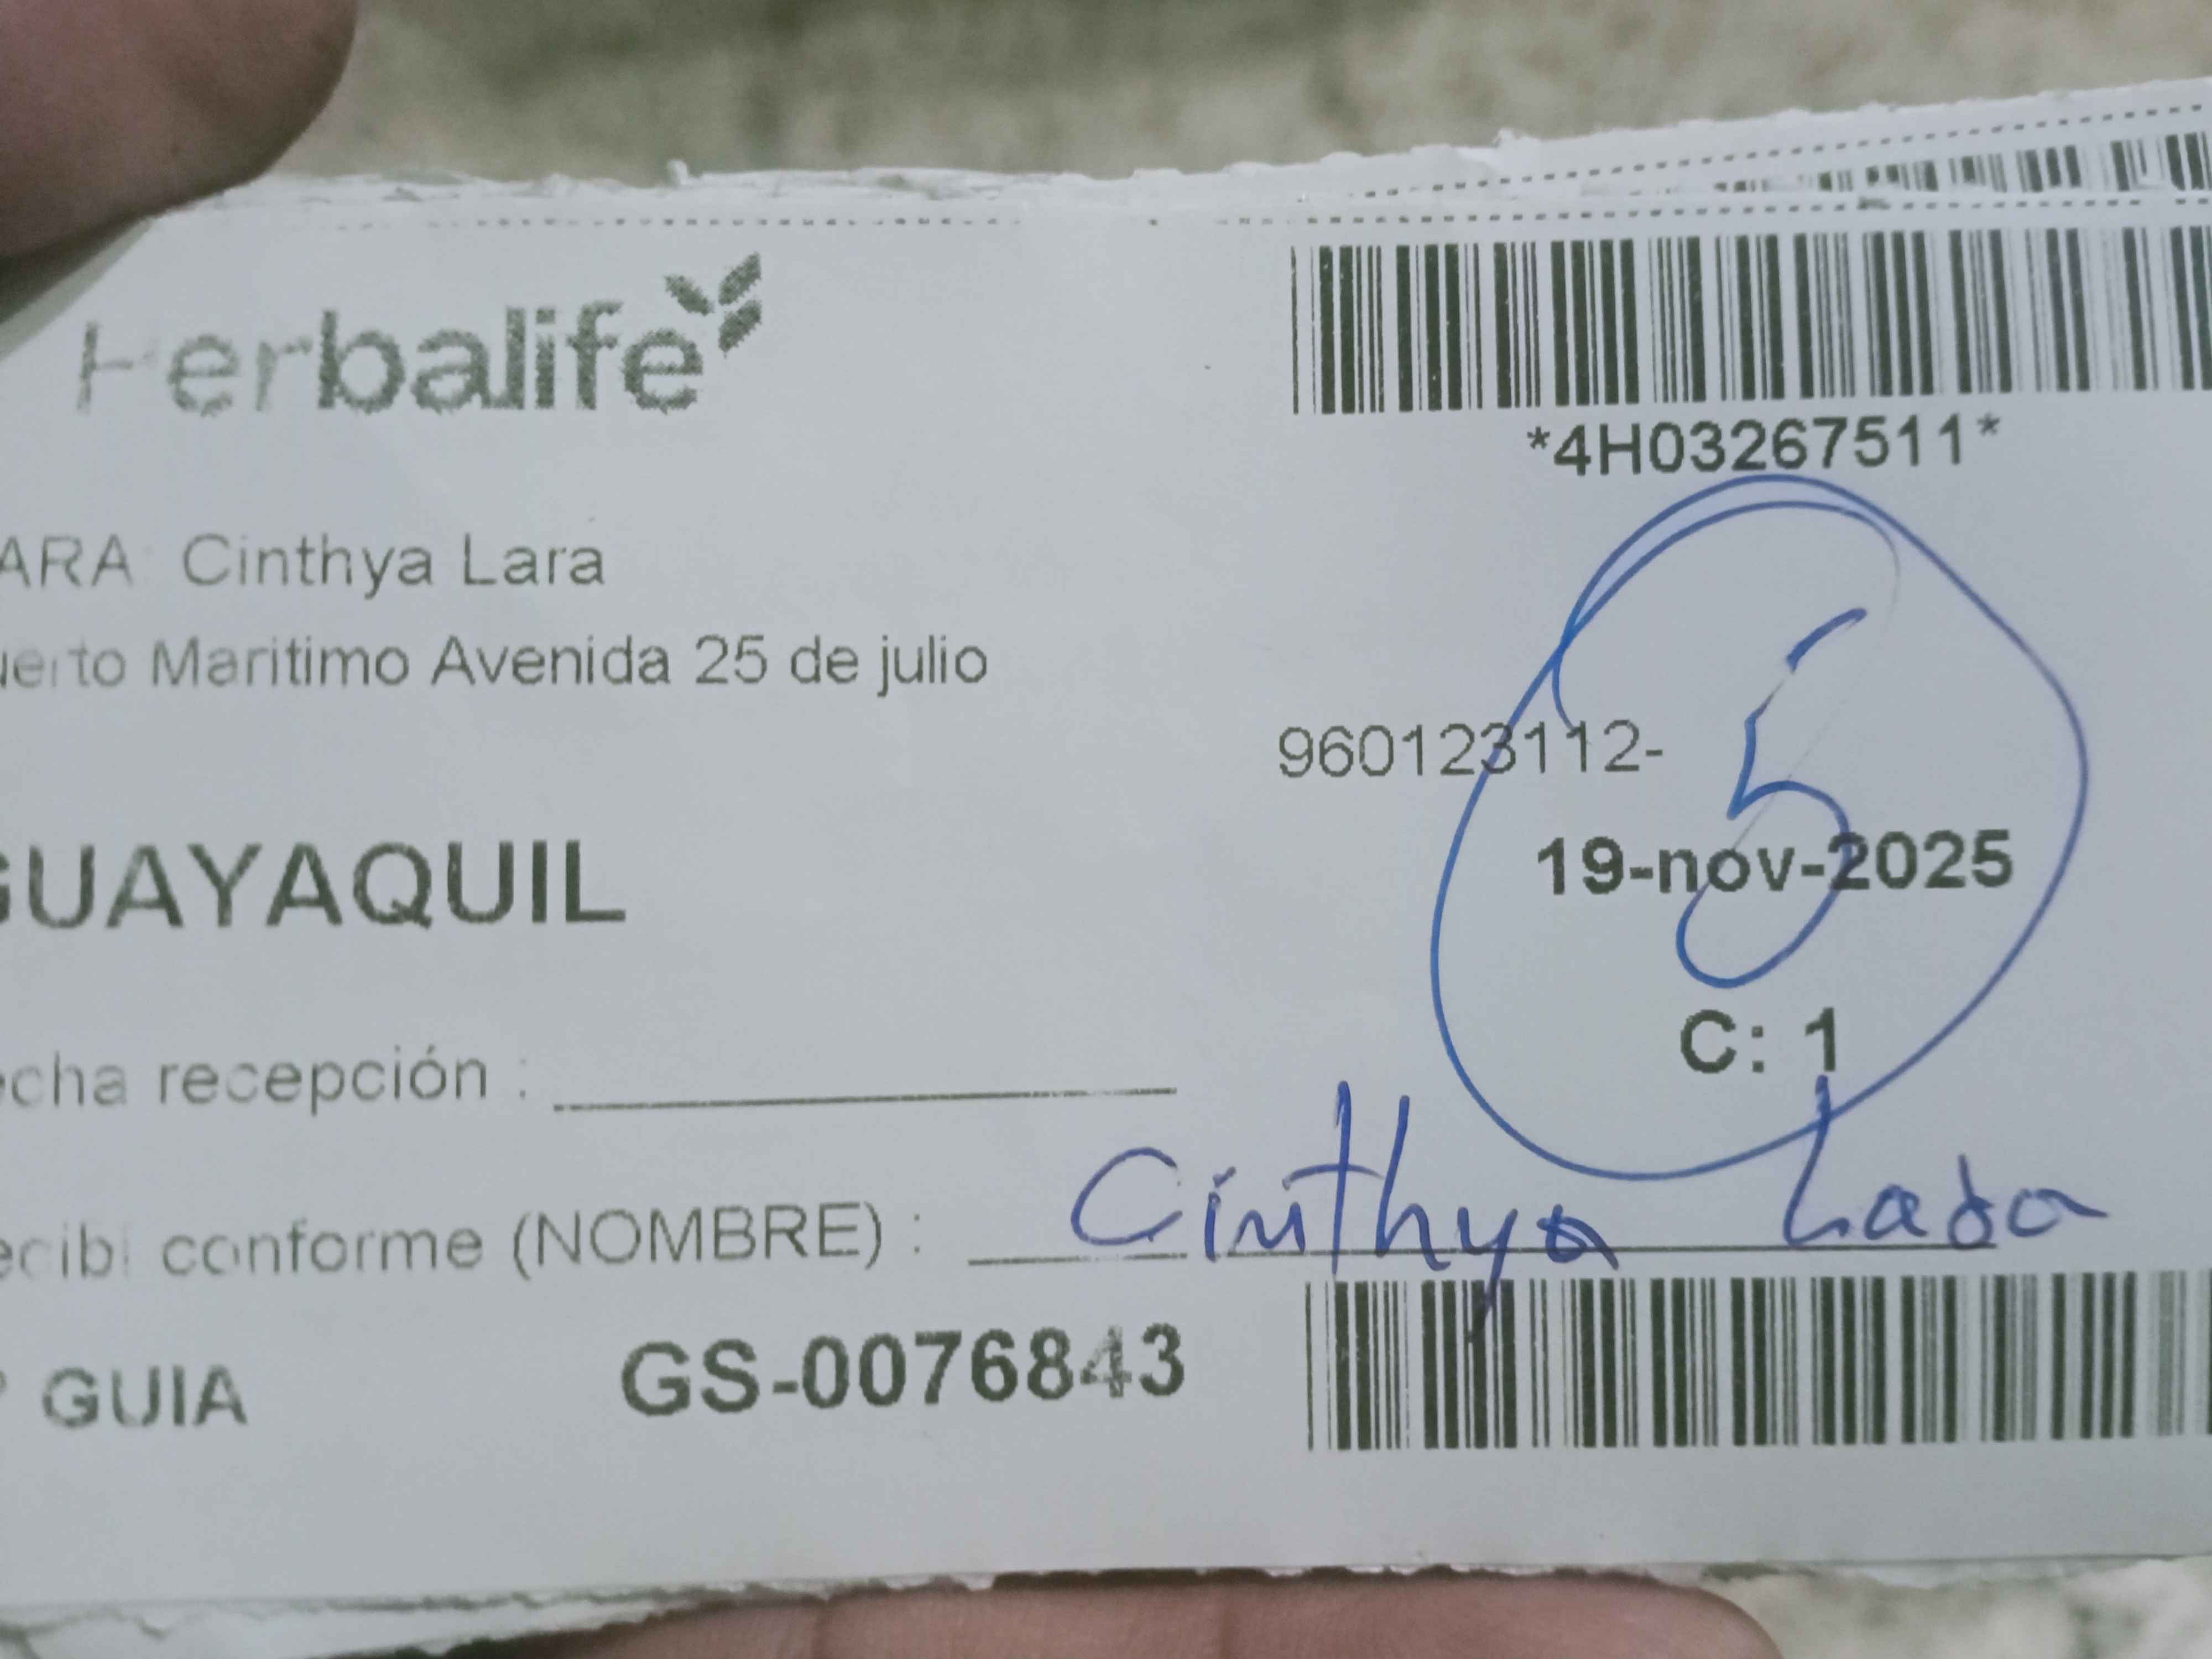 Herbalife
*4H03267511*
ARA: Cinthya Lara
uerto Maritimo Avenida 25 de julio
960123112-
5
GUAYAQUIL
19-nov-2025
C: 1
echa recepción :
ecibi conforme (NOMBRE) : Cinthya Lara
° GUIA GS-0076843